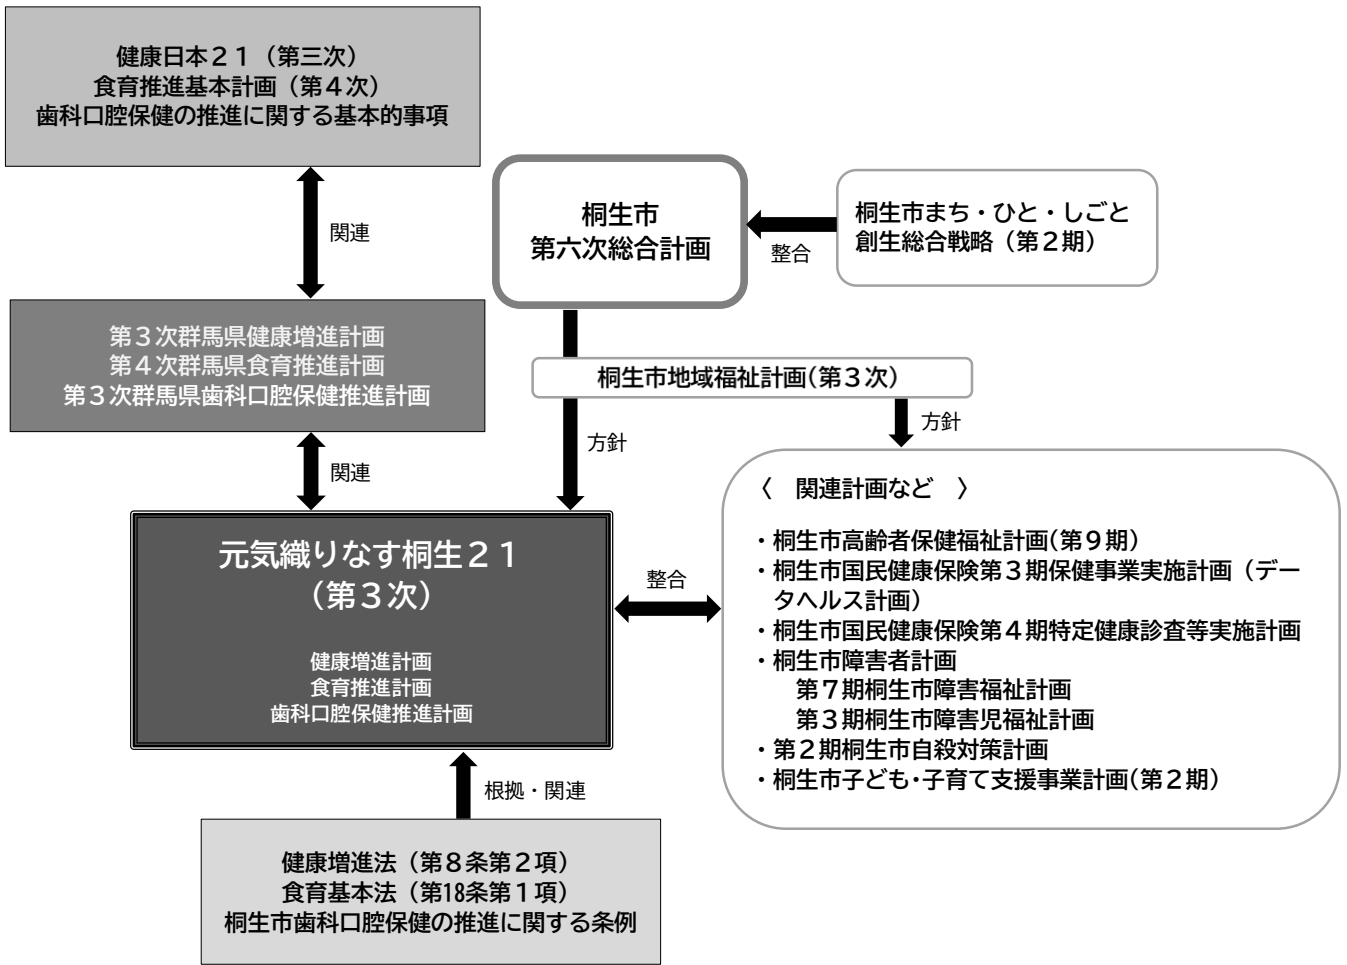 健康日本２１（第三次）
食育推進基本計画（第４次）
歯科口腔保健の推進に関する基本的事項
関連
桐生市
第六次総合計画
整合
桐生市まち・ひと・しごと
創生総合戦略（第２期）
第３次群馬県健康増進計画
第４次群馬県食育推進計画
第３次群馬県歯科口腔保健推進計画
桐生市地域福祉計画(第３次)
方針
方針
関連
元気織りなす桐生２１
（第３次）
健康増進計画
食育推進計画
歯科口腔保健推進計画
整合
〈　関連計画など　〉
・桐生市高齢者保健福祉計画(第９期)
・桐生市国民健康保険第３期保健事業実施計画（デー
タヘルス計画）
・桐生市国民健康保険第４期特定健康診査等実施計画
・桐生市障害者計画
第７期桐生市障害福祉計画
第３期桐生市障害児福祉計画
・第２期桐生市自殺対策計画
・桐生市子ども･子育て支援事業計画(第２期)
根拠・関連
健康増進法（第８条第２項）
食育基本法（第18条第１項）
桐生市歯科口腔保健の推進に関する条例